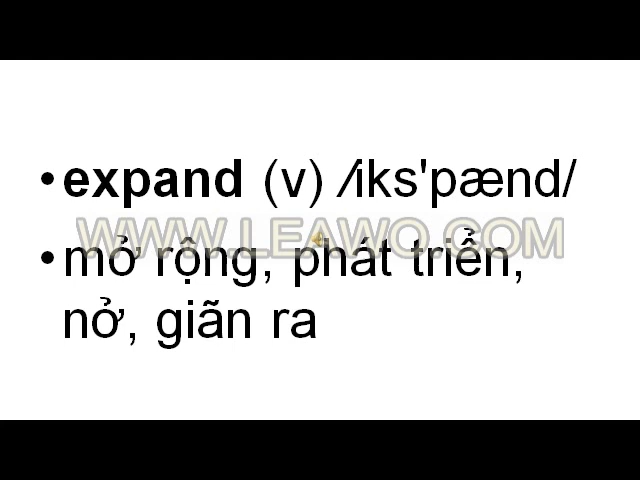 •expand (v) /iks'pænd/
WWW.LEAWO.COM
•mở rộng, phát triển,
nở, giãn ra